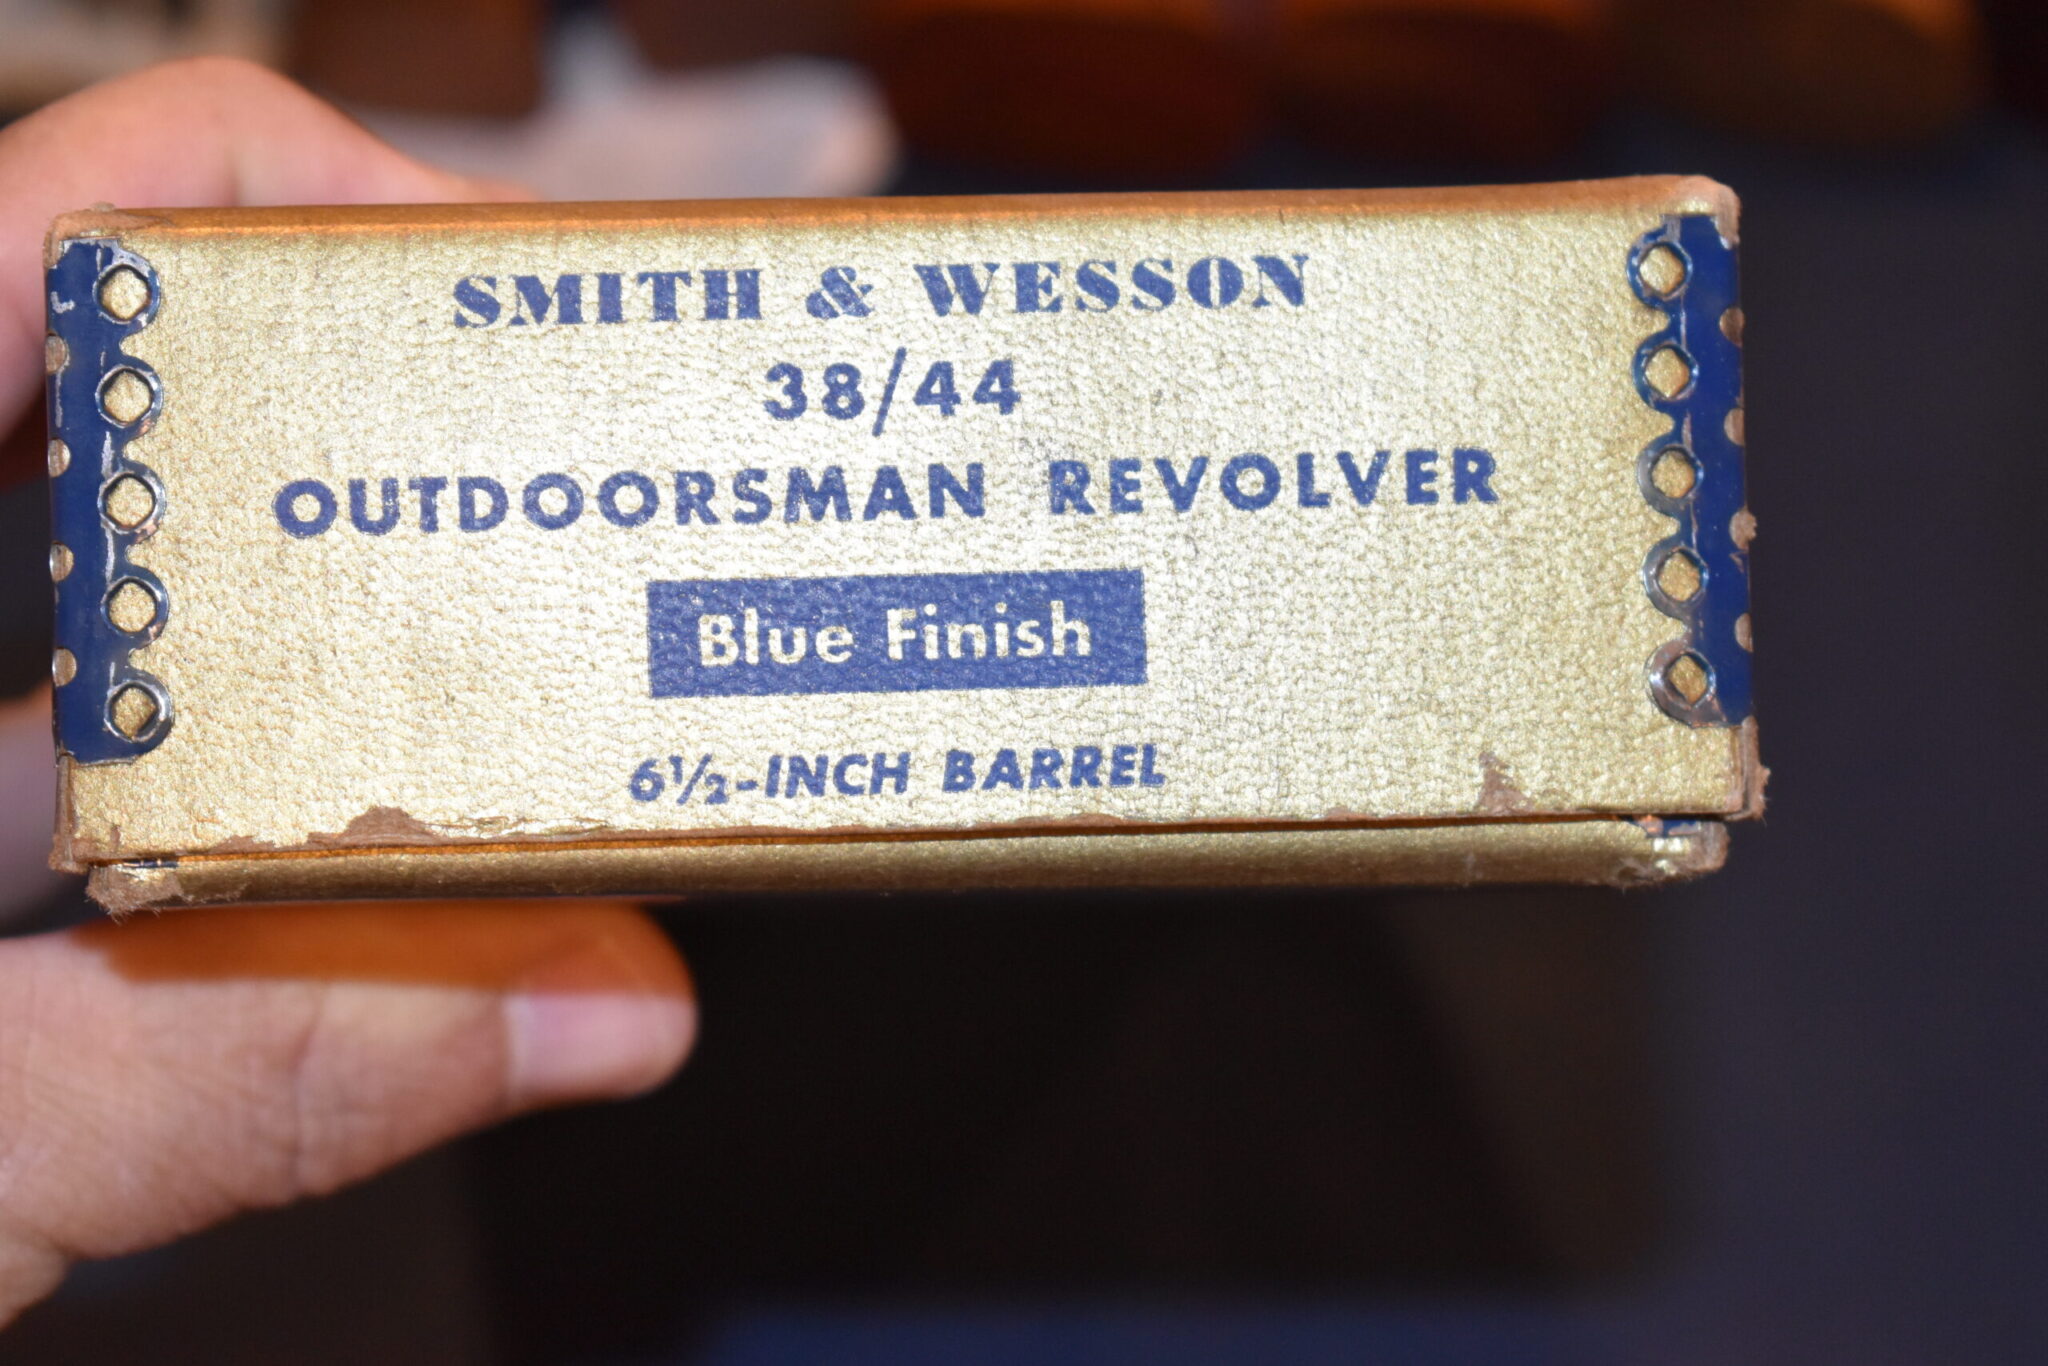 SMITH & WESSON
38/44
OUTDOORSMAN REVOLVER
Blue Finish
6½-INCH BARREL